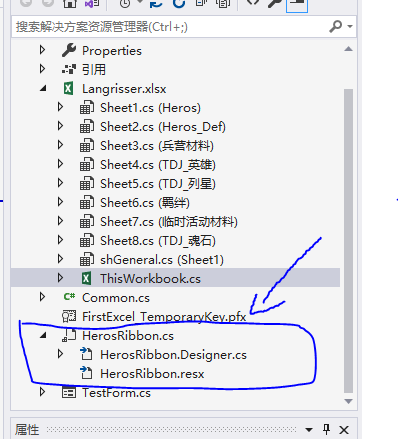 搜索解决方案资源管理器(Ctrl+;)
Properties
引用
Langrisser.xlsx
Sheet1.cs (Heros)
Sheet2.cs (Heros_Def)
Sheet3.cs (兵营材料)
Sheet4.cs (TDJ_英雄)
Sheet5.cs (TDJ_列星)
Sheet6.cs (羁绊)
Sheet7.cs (临时活动材料)
Sheet8.cs (TDJ_魂石)
shGeneral.cs (Sheet1)
ThisWorkbook.cs
C# Common.cs
FirstExcel_TemporaryKey.pfx
HerosRibbon.cs
HerosRibbon.Designer.cs
HerosRibbon.resx
TestForm.cs
属性